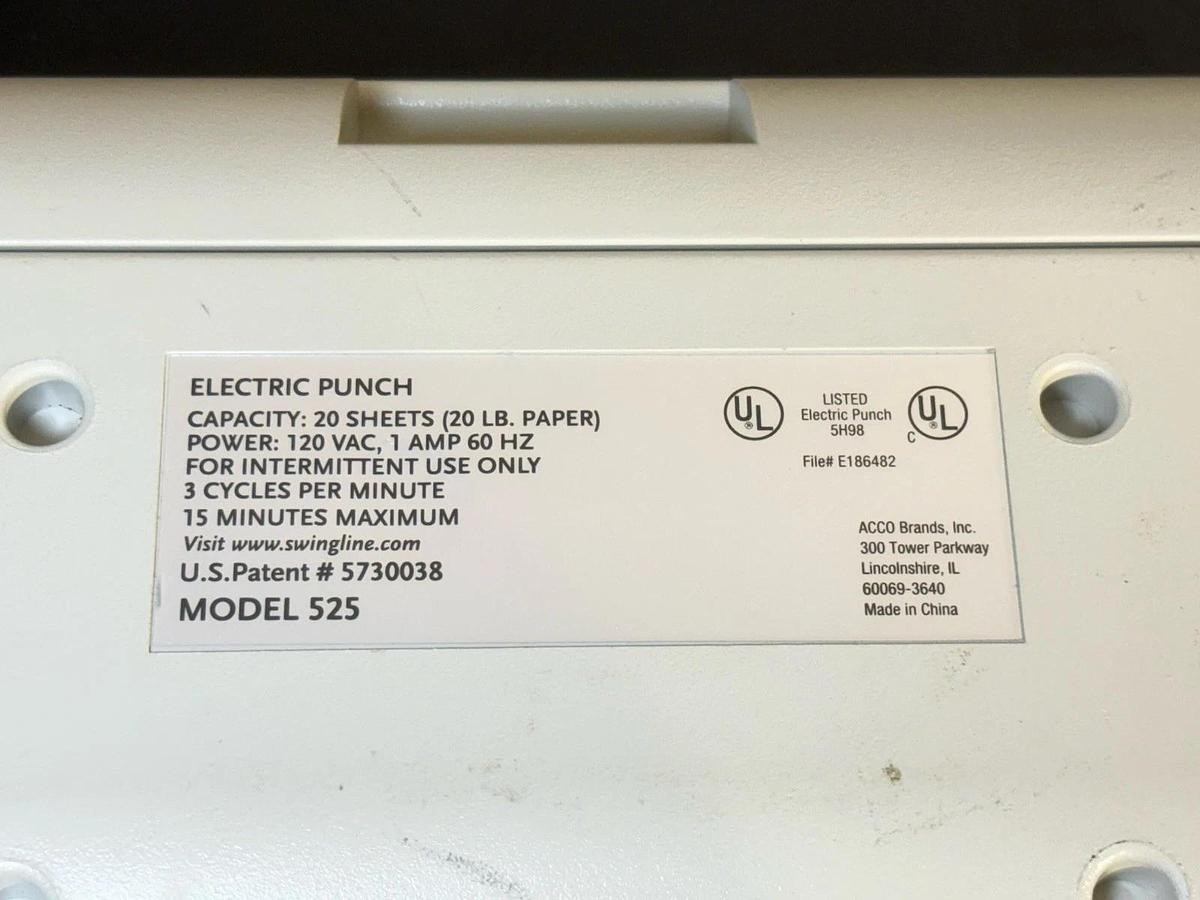 ELECTRIC PUNCH
CAPACITY: 20 SHEETS (20 LB. PAPER)
POWER: 120 VAC, 1 AMP 60 HZ
FOR INTERMITTENT USE ONLY
3 CYCLES PER MINUTE
15 MINUTES MAXIMUM
Visit www.swingline.com
U.S.Patent # 5730038
MODEL 525
UL
LISTED
Electric Punch
5H98
C UL
File# E186482
ACCO Brands, Inc.
300 Tower Parkway
Lincolnshire, IL
60069-3640
Made in China